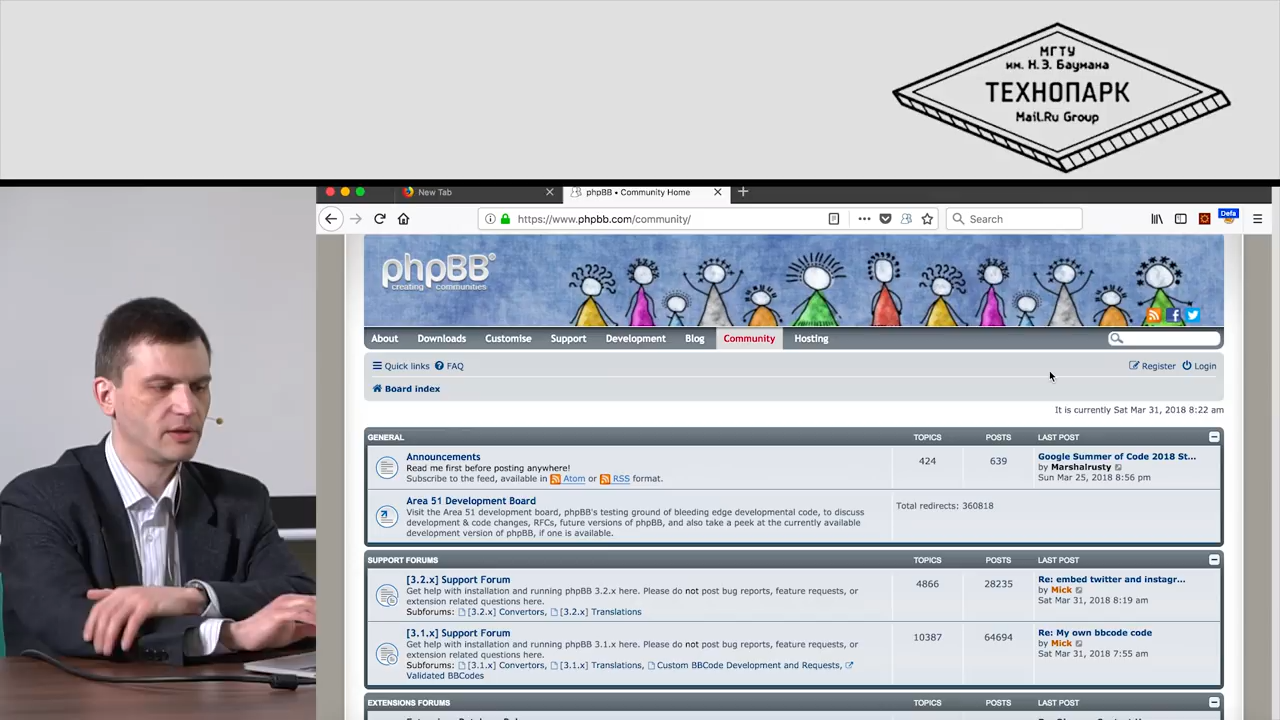 МГТУ
им. Н.Э. Баумана
ТЕХНОПАРК
Mail.Ru Group
New Tab
phpBB • Community Home
https://www.phpbb.com/community/
Search
Defa
phpBB®
creating communities
About Downloads Customise Support Development Blog Community Hosting
Quick links FAQ Register Login
Board index
It is currently Sat Mar 31, 2018 8:22 am
GENERAL TOPICS POSTS LAST POST
Announcements
Read me first before posting anywhere!
Subscribe to the feed, available in Atom or RSS format.
424 639
Google Summer of Code 2018 St...
by Marshalrusty
Sun Mar 25, 2018 8:56 pm
Area 51 Development Board
Visit the Area 51 development board, phpBB's testing ground of bleeding edge developmental code, to discuss
development & code changes, RFCs, future versions of phpBB, and also take a peek at the currently available
development version of phpBB, if one is available.
Total redirects: 360818
SUPPORT FORUMS TOPICS POSTS LAST POST
[3.2.x] Support Forum
Get help with installation and running phpBB 3.2.x here. Please do not post bug reports, feature requests, or
extension related questions here.
Subforums: [3.2.x] Convertors, [3.2.x] Translations
4866 28235
Re: embed twitter and instagr...
by Mick
Sat Mar 31, 2018 8:19 am
[3.1.x] Support Forum
Get help with installation and running phpBB 3.1.x here. Please do not post bug reports, feature requests, or
extension related questions here.
Subforums: [3.1.x] Convertors, [3.1.x] Translations, Custom BBCode Development and Requests,
Validated BBCodes
10387 64694
Re: My own bbcode code
by Mick
Sat Mar 31, 2018 7:55 am
EXTENSIONS FORUMS TOPICS POSTS LAST POST